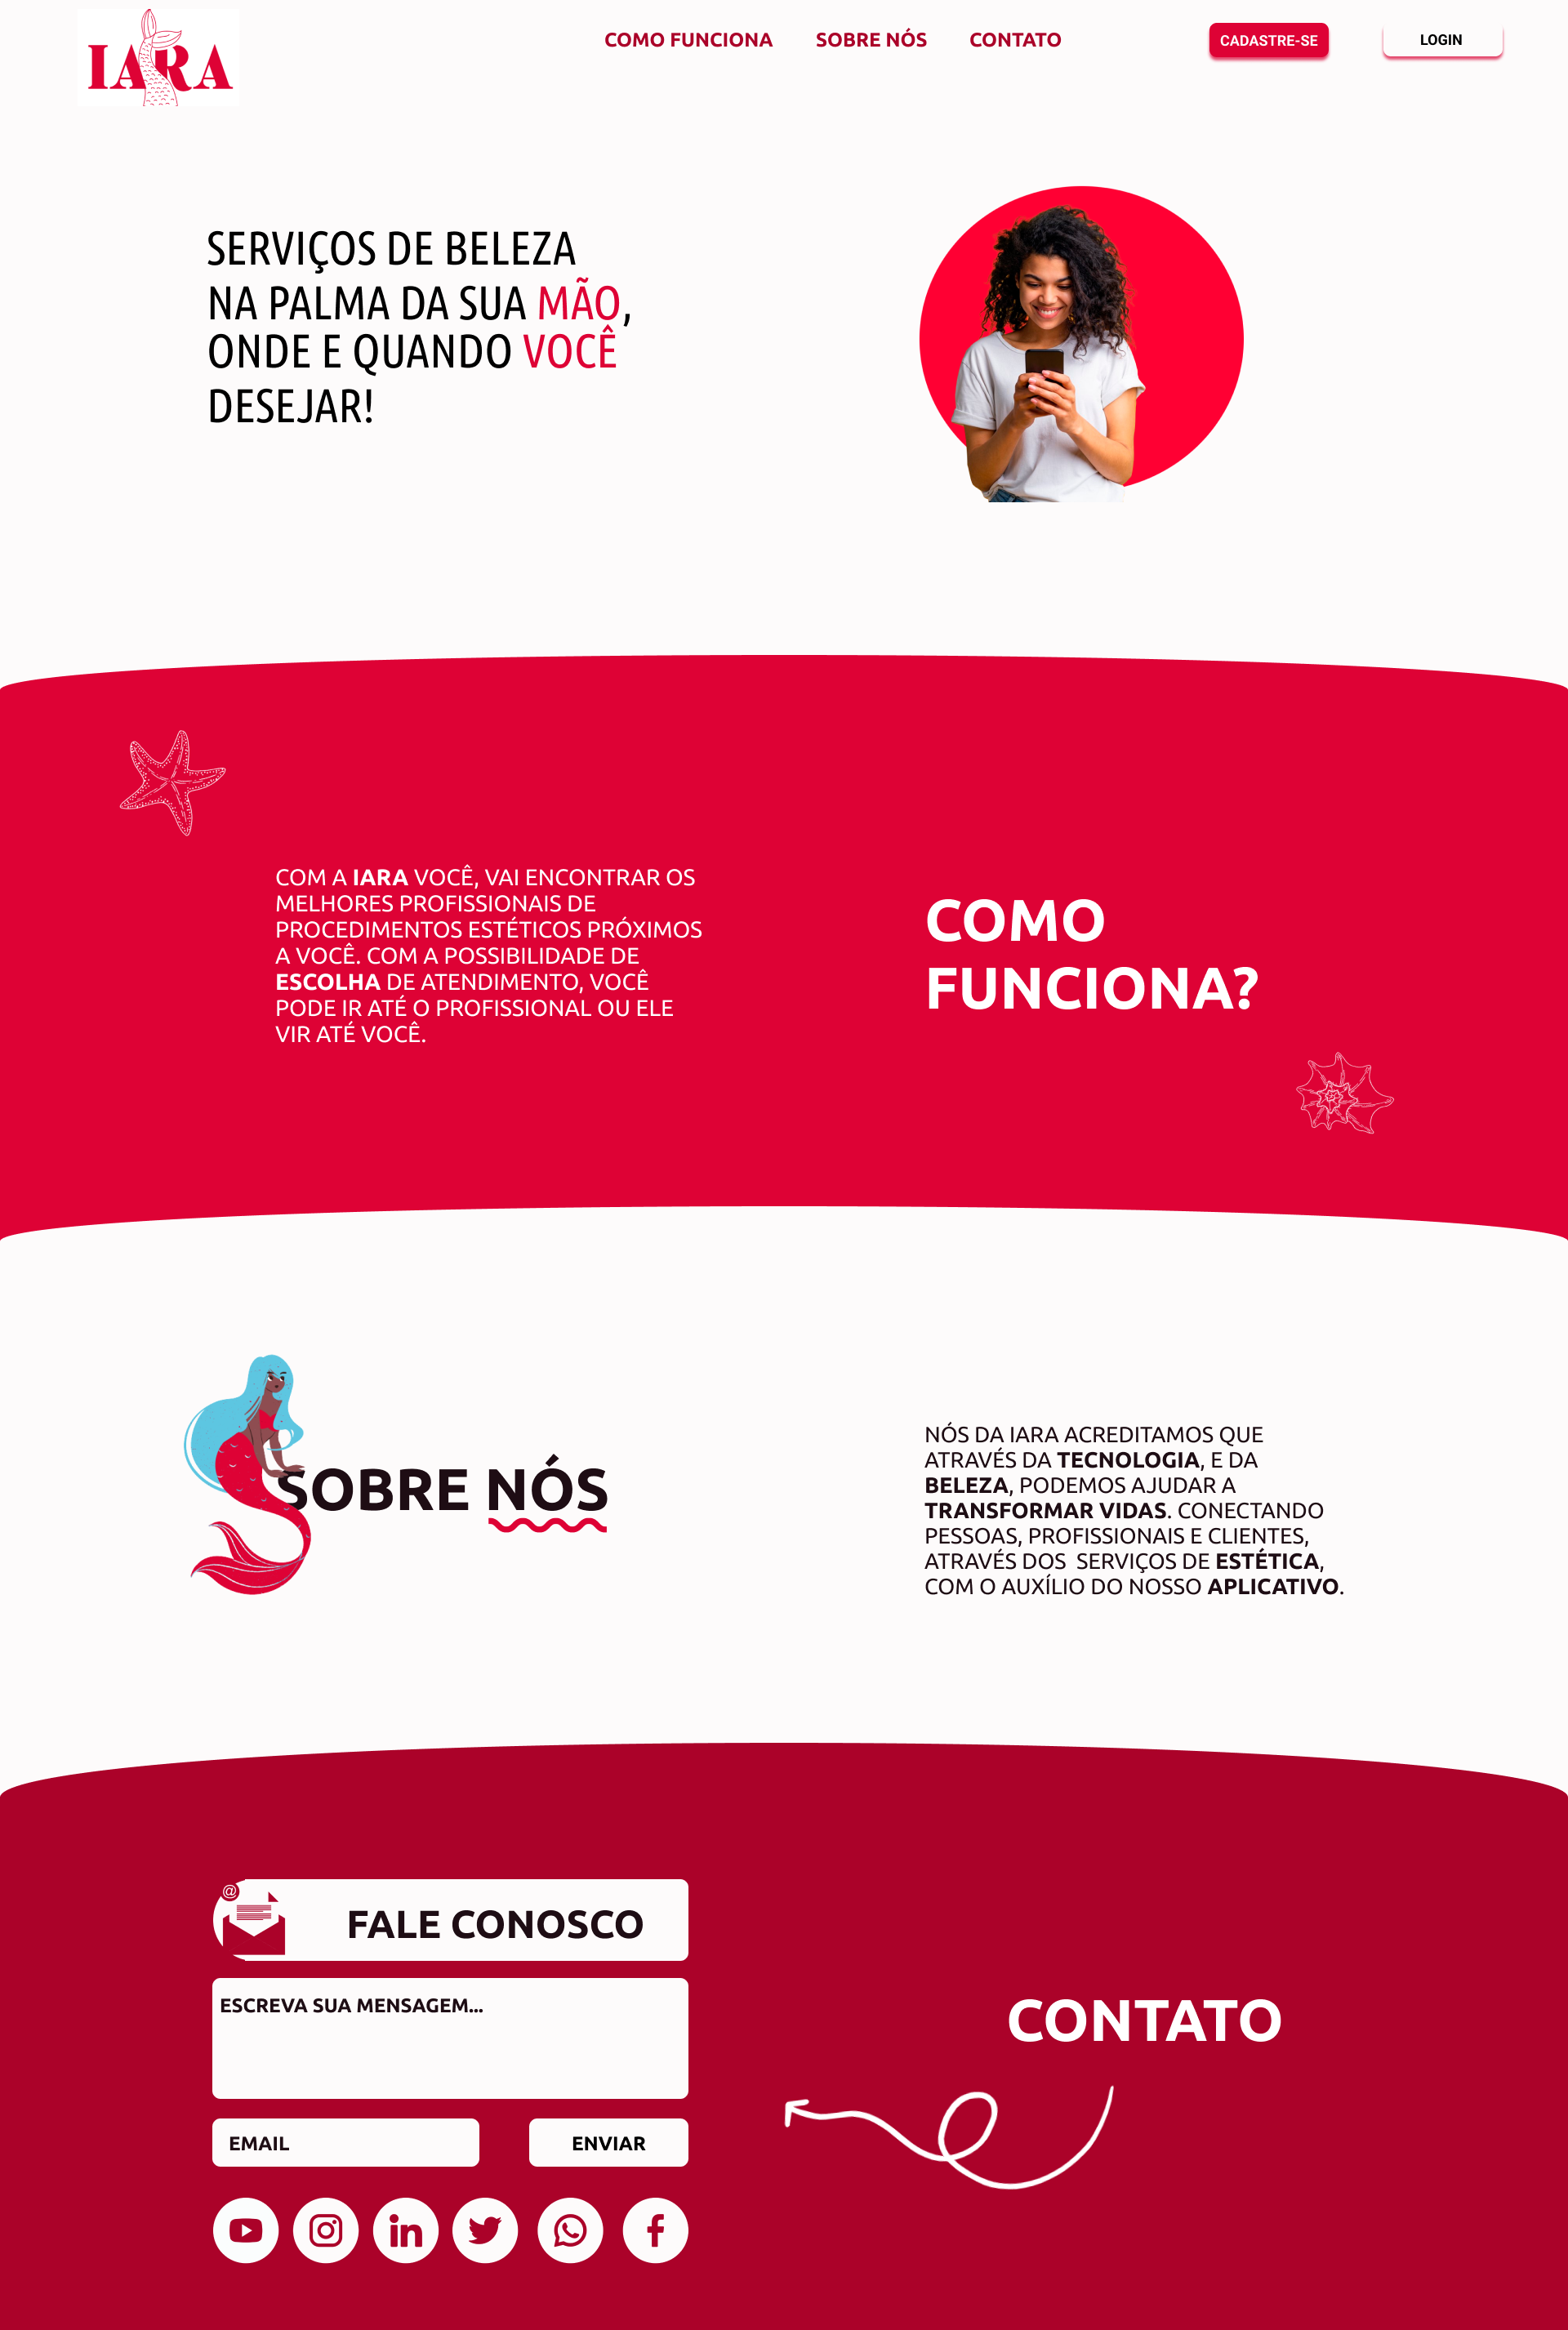 IARA
COMO FUNCIONA
SOBRE NÓS
CONTATO
CADASTRE-SE
LOGIN
SERVIÇOS DE BELEZA
NA PALMA DA SUA MÃO,
ONDE E QUANDO VOCÊ
DESEJAR!
COM A IARA VOCÊ, VAI ENCONTRAR OS
MELHORES PROFISSIONAIS DE
PROCEDIMENTOS ESTÉTICOS PRÓXIMOS
A VOCÊ. COM A POSSIBILIDADE DE
ESCOLHA DE ATENDIMENTO, VOCÊ
PODE IR ATÉ O PROFISSIONAL OU ELE
VIR ATÉ VOCÊ.
COMO
FUNCIONA?
SOBRE NÓS
NÓS DA IARA ACREDITAMOS QUE
ATRAVÉS DA TECNOLOGIA, E DA
BELEZA, PODEMOS AJUDAR A
TRANSFORMAR VIDAS. CONECTANDO
PESSOAS, PROFISSIONAIS E CLIENTES,
ATRAVÉS DOS  SERVIÇOS DE ESTÉTICA,
COM O AUXÍLIO DO NOSSO APLICATIVO.
@
FALE CONOSCO
ESCREVA SUA MENSAGEM...
EMAIL
ENVIAR
CONTATO